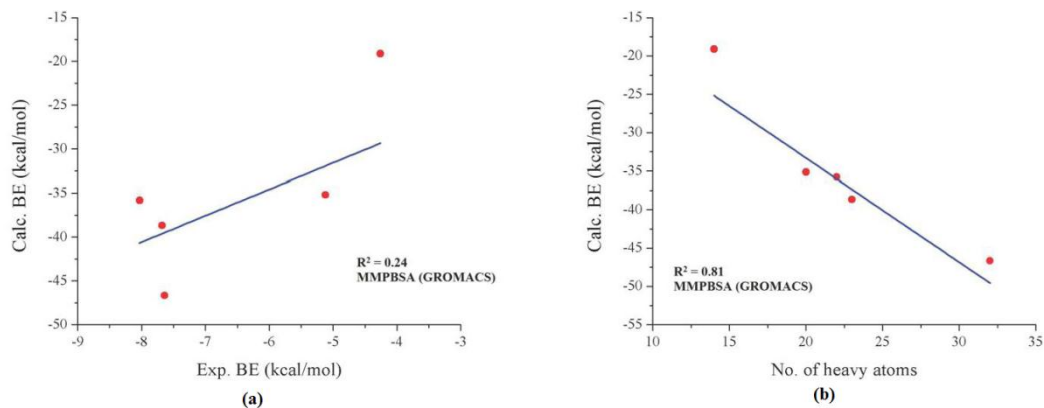 -15
-20
-25
-30
-35
-40
-45
-50
Calc. BE (kcal/mol)
R² = 0.24
MMPBSA (GROMACS)
-9 -8 -7 -6 -5 -4 -3
Exp. BE (kcal/mol)
(a)
-15
-20
-25
-30
-35
-40
-45
-50
-55
Calc. BE (kcal/mol)
R² = 0.81
MMPBSA (GROMACS)
10 15 20 25 30 35
No. of heavy atoms
(b)